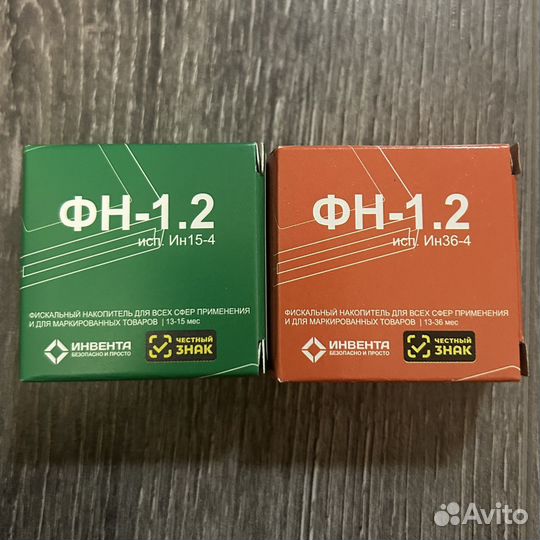 ФН-1.2
исп. Ин15-4
ФИСКАЛЬНЫЙ НАКОПИТЕЛЬ ДЛЯ ВСЕХ СФЕР ПРИМЕНЕНИЯ
И ДЛЯ МАРКИРОВАННЫХ ТОВАРОВ | 13-15 мес
ИНВЕНТА
БЕЗОПАСНО И ПРОСТО
ЧЕСТНЫЙ
ЗНАК
ФН-1.2
исп. Ин36-4
ФИСКАЛЬНЫЙ НАКОПИТЕЛЬ ДЛЯ ВСЕХ СФЕР ПРИМЕНЕНИЯ
И ДЛЯ МАРКИРОВАННЫХ ТОВАРОВ | 13-36 мес
ИНВЕНТА
БЕЗОПАСНО И ПРОСТО
ЧЕСТНЫЙ
ЗНАК
Avito